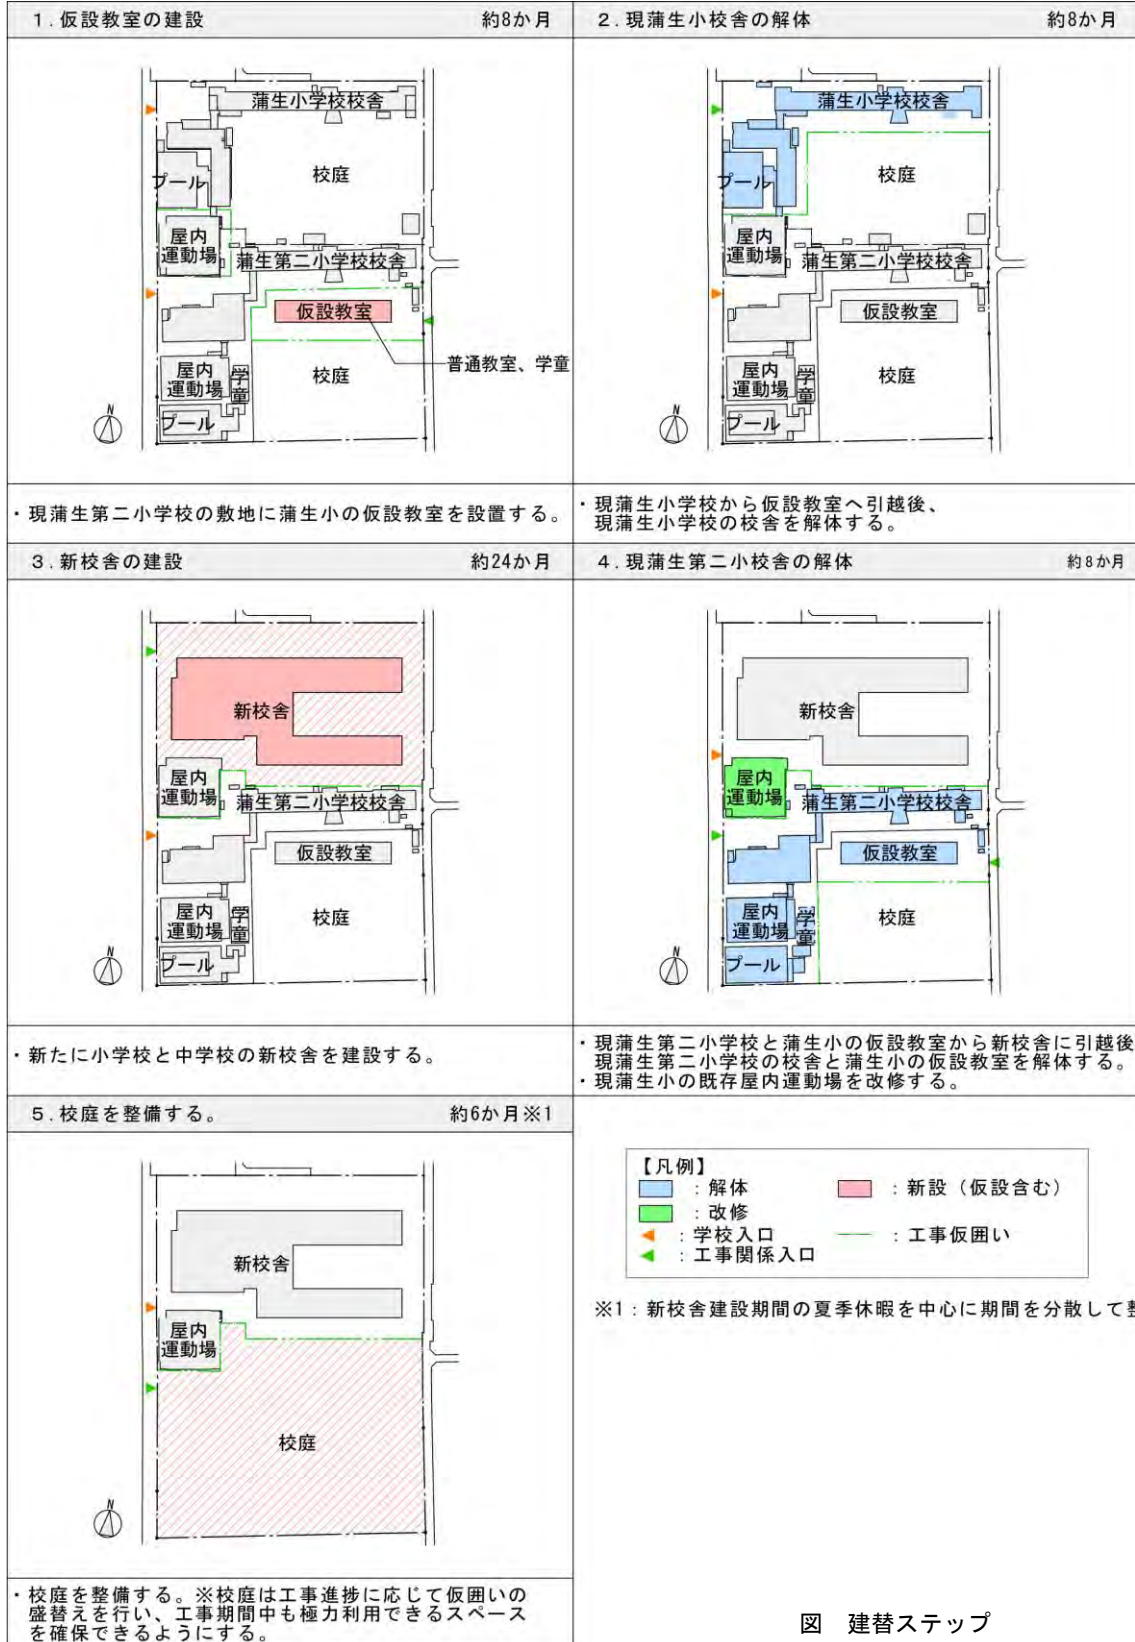 1.仮設教室の建設 約8か月
蒲生小学校校舎
校庭
プール
屋内
運動場
蒲生第二小学校校舎
仮設教室
普通教室、学童
屋内
運動場
学童
校庭
プール
N
・現蒲生第二小学校の敷地に蒲生小の仮設教室を設置する。
2.現蒲生小校舎の解体 約8か月
蒲生小学校校舎
校庭
プール
屋内
運動場
蒲生第二小学校校舎
仮設教室
屋内
運動場
学童
校庭
プール
N
・現蒲生小学校から仮設教室へ引越後、
現蒲生小学校の校舎を解体する。
3.新校舎の建設 約24か月
新校舎
屋内
運動場
蒲生第二小学校校舎
仮設教室
屋内
運動場
学童
校庭
プール
N
・新たに小学校と中学校の新校舎を建設する。
4.現蒲生第二小校舎の解体 約8か月
新校舎
屋内
運動場
蒲生第二小学校校舎
仮設教室
屋内
運動場
学童
校庭
プール
N
・現蒲生第二小学校と蒲生小の仮設教室から新校舎に引越後
現蒲生第二小学校の校舎と蒲生小の仮設教室を解体する。
・現蒲生小の既存屋内運動場を改修する。
5.校庭を整備する。 約6か月※1
新校舎
屋内
運動場
校庭
N
・校庭を整備する。※校庭は工事進捗に応じて仮囲いの
盛替えを行い、工事期間中も極力利用できるスペース
を確保できるようにする。
【凡例】
：解体 ：新設（仮設含む）
：改修
：学校入口 ：工事仮囲い
：工事関係入口
※1：新校舎建設期間の夏季休暇を中心に期間を分散して整
図 建替ステップ